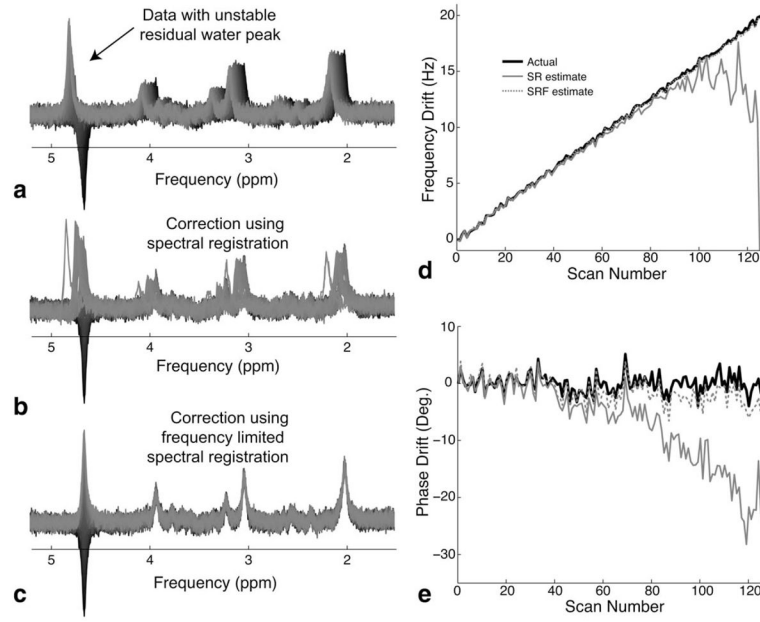 Data with unstable
residual water peak
5 4 3 2
Frequency (ppm)
a
Correction using
spectral registration
5 4 3 2
Frequency (ppm)
b
Correction using
frequency limited
spectral registration
5 4 3 2
Frequency (ppm)
c
20
15
10
5
0
Frequency Drift (Hz)
Actual
SR estimate
SRF estimate
0 20 40 60 80 100 120
Scan Number
d
10
0
−10
−20
−30
Phase Drift (Deg.)
0 20 40 60 80 100 120
Scan Number
e